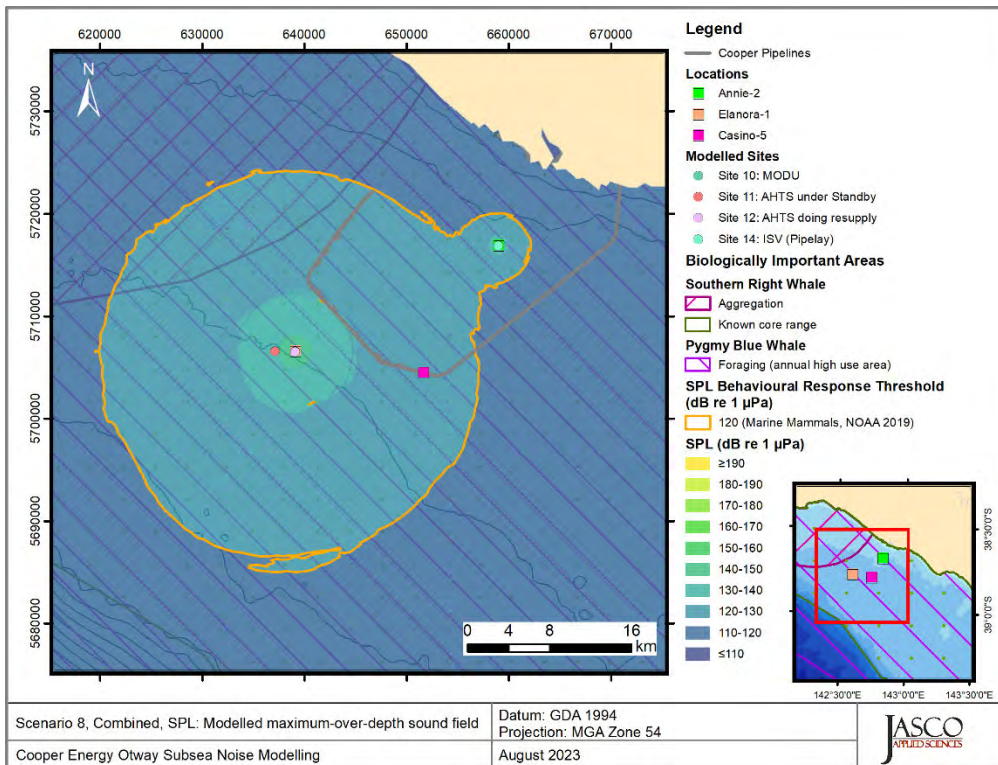 620000 630000 640000 650000 660000 670000
5730000
5720000
5710000
5700000
5690000
5680000
N
0 4 8 16
km
Legend
Cooper Pipelines
Locations
Annie-2
Elanora-1
Casino-5
Modelled Sites
Site 10: MODU
Site 11: AHTS under Standby
Site 12: AHTS doing resupply
Site 14: ISV (Pipelay)
Biologically Important Areas
Southern Right Whale
Aggregation
Known core range
Pygmy Blue Whale
Foraging (annual high use area)
SPL Behavioural Response Threshold
(dB re 1 µPa)
120 (Marine Mammals, NOAA 2019)
SPL (dB re 1 µPa)
≥190
180-190
170-180
160-170
150-160
140-150
130-140
120-130
110-120
≤110
38°30'0"S
39°0'0"S
142°30'0"E 143°0'0"E 143°30'0"E
Scenario 8, Combined, SPL: Modelled maximum-over-depth sound field
Datum: GDA 1994
Projection: MGA Zone 54
Cooper Energy Otway Subsea Noise Modelling
August 2023
JASCO
APPLIED SCIENCES